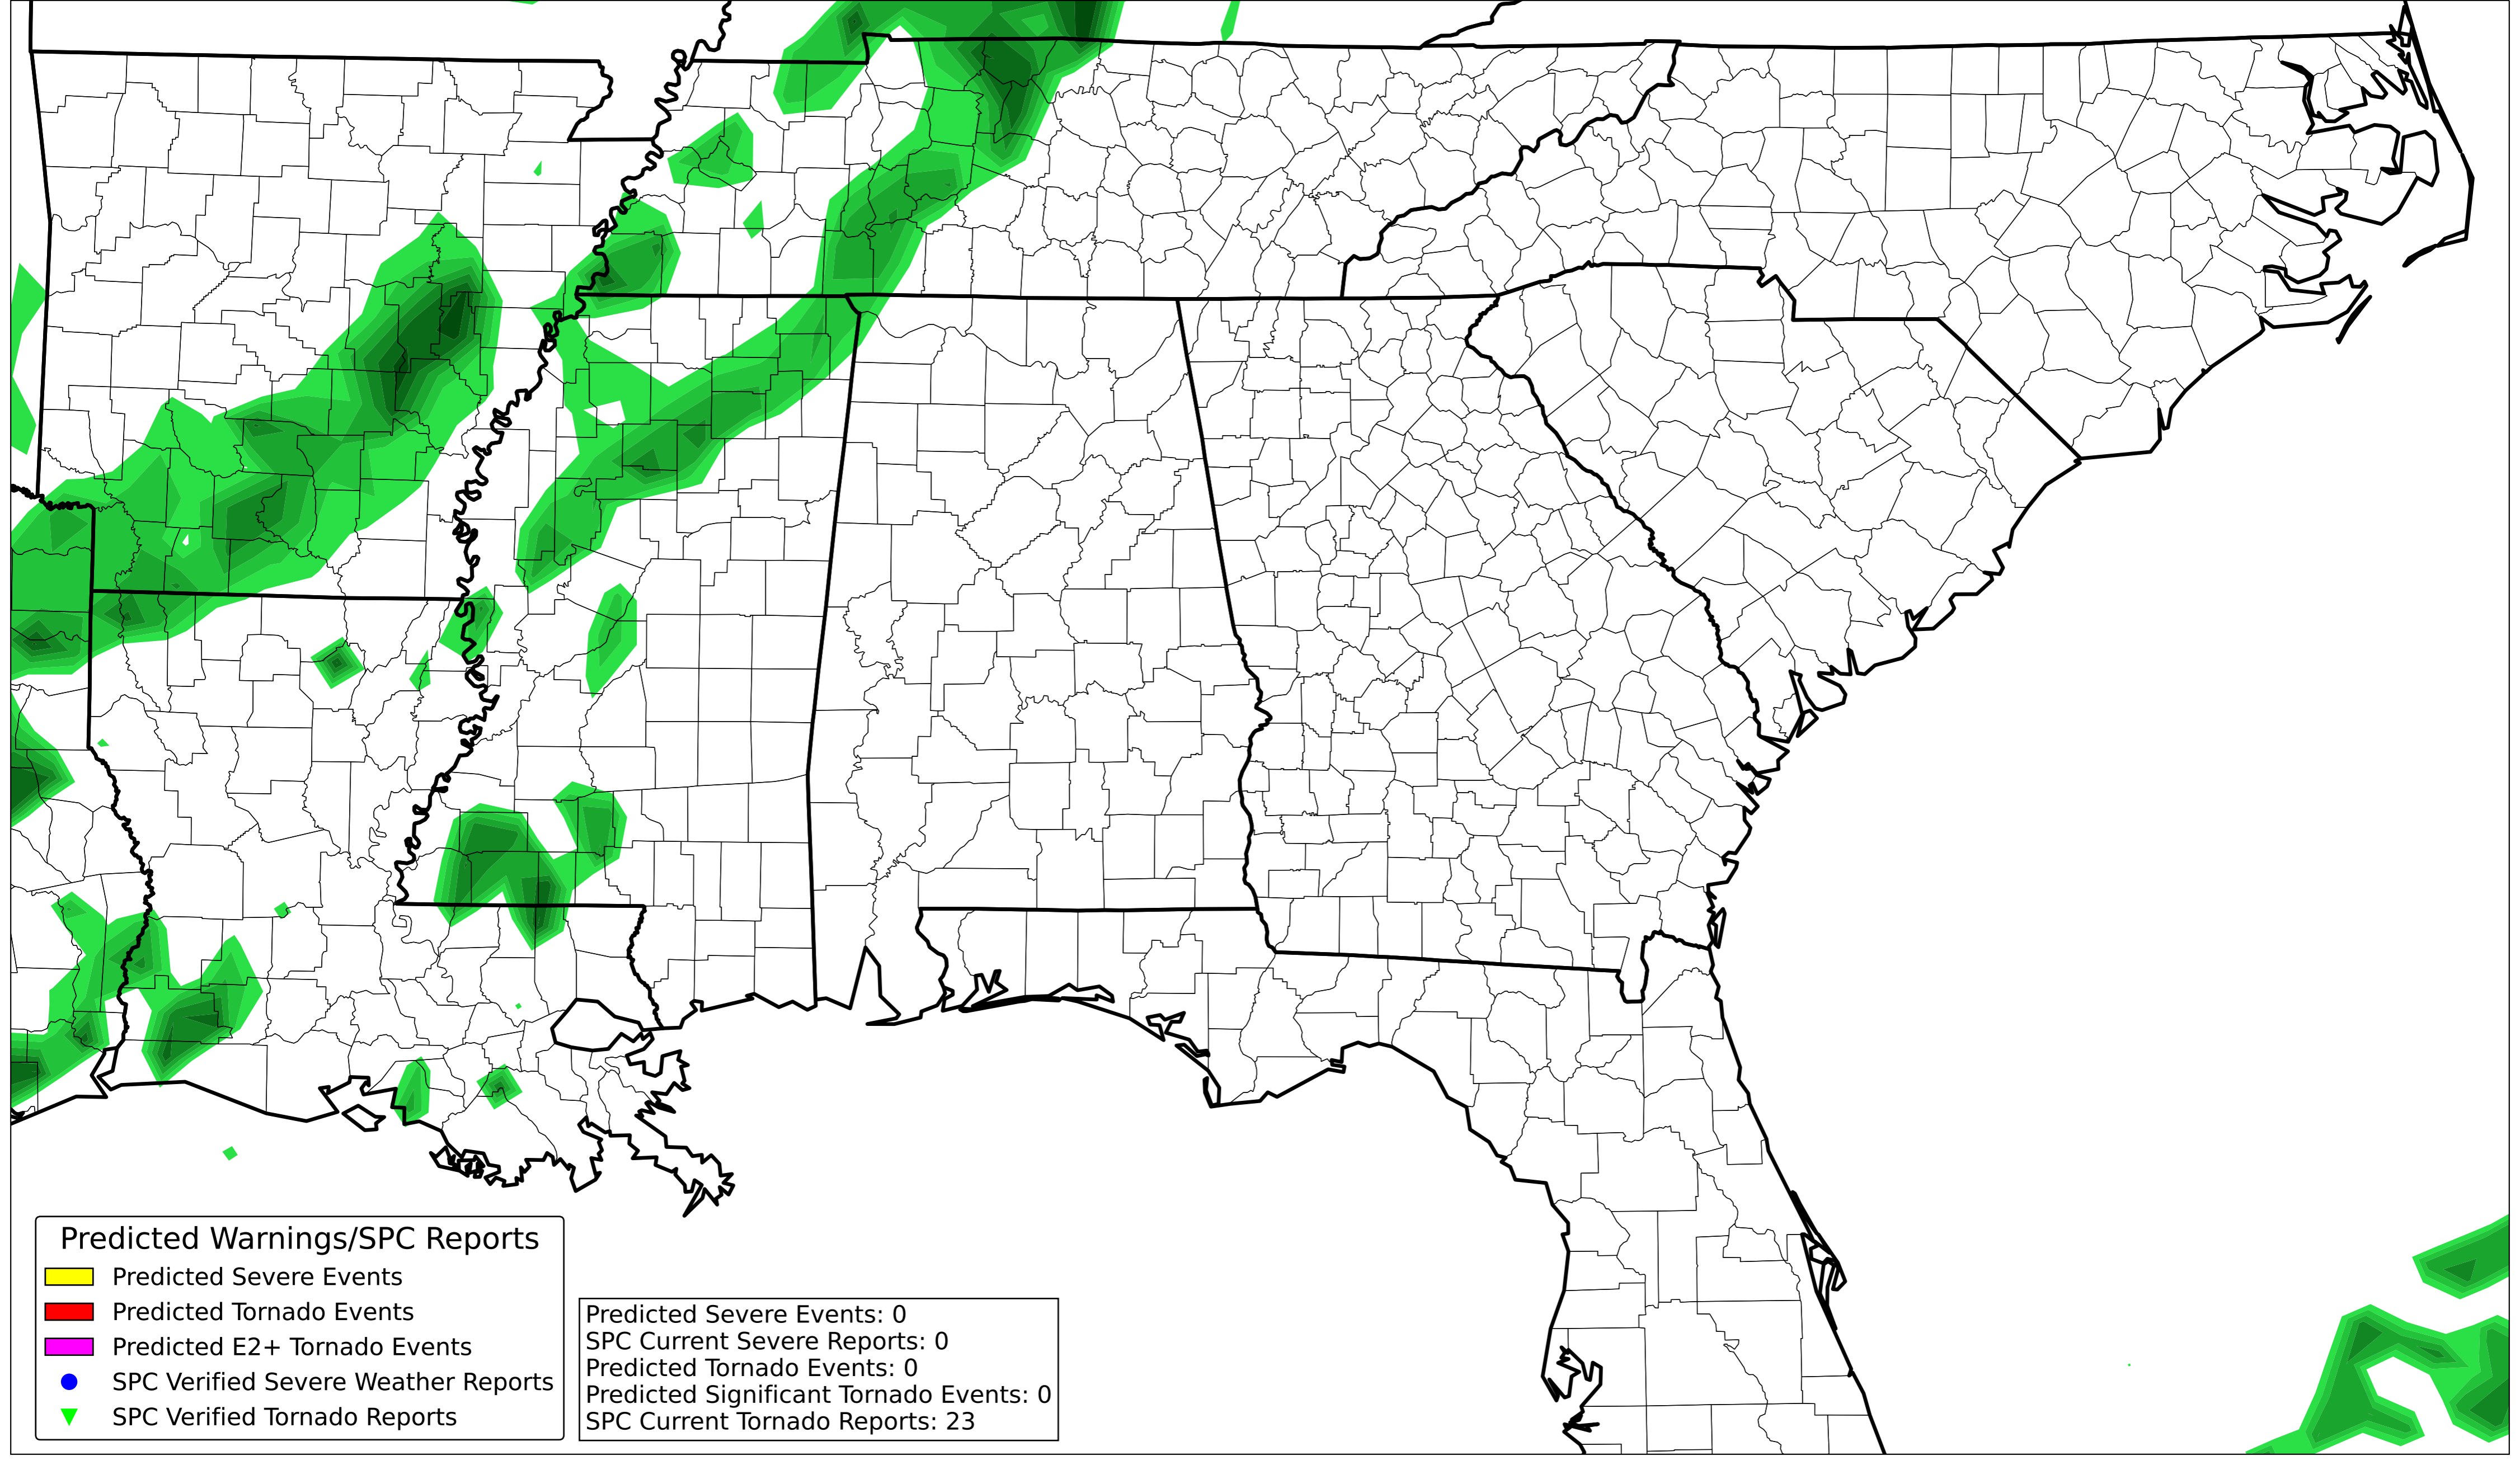 Predicted Warnings/SPC Reports
Predicted Severe Events
Predicted Tornado Events
Predicted E2+ Tornado Events
SPC Verified Severe Weather Reports
SPC Verified Tornado Reports
Predicted Severe Events: 0
SPC Current Severe Reports: 0
Predicted Tornado Events: 0
Predicted Significant Tornado Events: 0
SPC Current Tornado Reports: 23